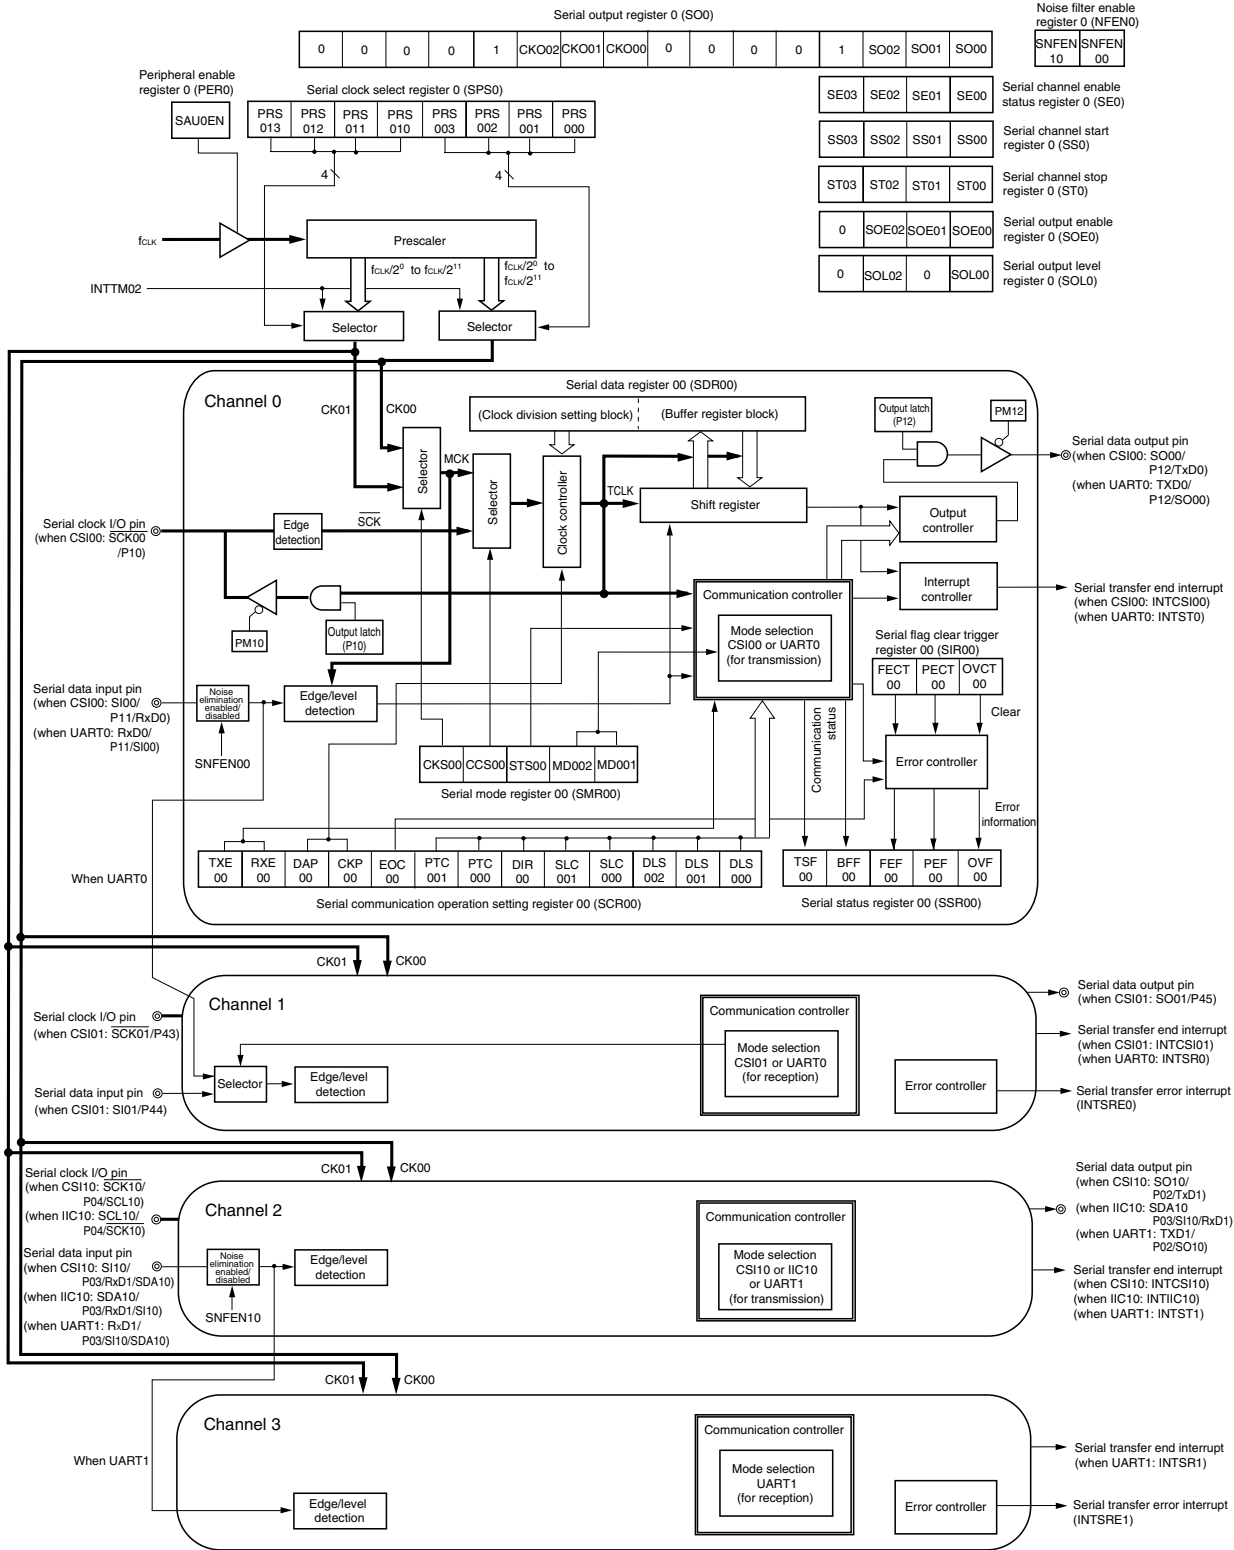 Serial output register 0 (SO0)
0 0 0 0 1 CKO02 CKO01 CKO00 0 0 0 0 1 SO02 SO01 SO00
Noise filter enable
register 0 (NFEN0)
SNFEN SNFEN
10 00
Peripheral enable
register 0 (PER0)
SAU0EN
Serial clock select register 0 (SPS0)
PRS PRS PRS PRS PRS PRS PRS PRS
013 012 011 010 003 002 001 000
SE03 SE02 SE01 SE00
Serial channel enable
status register 0 (SE0)
SS03 SS02 SS01 SS00
Serial channel start
register 0 (SS0)
ST03 ST02 ST01 ST00
Serial channel stop
register 0 (ST0)
0 SOE02 SOE01 SOE00
Serial output enable
register 0 (SOE0)
0 SOL02 0 SOL00
Serial output level
register 0 (SOL0)
4 4
fCLK
Prescaler
fCLK/2⁰ to fCLK/2¹¹
fCLK/2⁰ to
fCLK/2¹¹
INTTM02
Selector
Selector
Channel 0
CK01
CK00
Serial data register 00 (SDR00)
(Clock division setting block)
(Buffer register block)
Selector
MCK
Selector
Clock controller
TCLK
Shift register
Output latch
(P12)
PM12
Serial data output pin
(when CSI00: SO00/
P12/TxD0)
(when UART0: TXD0/
P12/SO00)
Output
controller
Serial clock I/O pin
(when CSI00: S̅C̅K̅0̅0̅
/P10)
Edge
detection
S̅C̅K̅
Interrupt
controller
Serial transfer end interrupt
(when CSI00: INTCSI00)
(when UART0: INTST0)
Communication controller
Mode selection
CSI00 or UART0
(for transmission)
PM10
Output latch
(P10)
Serial flag clear trigger
register 00 (SIR00)
FECT PECT OVCT
00 00 00
Clear
Serial data input pin
(when CSI00: SI00/
P11/RxD0)
(when UART0: RxD0/
P11/SI00)
Noise
elimination
enabled/
disabled
Edge/level
detection
SNFEN00
CKS00 CCS00 STS00 MD002 MD001
Serial mode register 00 (SMR00)
Communication
status
Error controller
Error
information
When UART0
TXE RXE DAP CKP EOC PTC PTC DIR SLC SLC DLS DLS DLS
00 00 00 00 00 001 000 00 001 000 002 001 000
Serial communication operation setting register 00 (SCR00)
TSF BFF FEF PEF OVF
00 00 00 00 00
Serial status register 00 (SSR00)
CK01
CK00
Channel 1
Serial clock I/O pin
(when CSI01: S̅C̅K̅0̅1̅/P43)
Communication controller
Mode selection
CSI01 or UART0
(for reception)
Serial data output pin
(when CSI01: SO01/P45)
Serial transfer end interrupt
(when CSI01: INTCSI01)
(when UART0: INTSR0)
Selector
Edge/level
detection
Serial data input pin
(when CSI01: SI01/P44)
Error controller
Serial transfer error interrupt
(INTSRE0)
CK01
CK00
Serial clock I/O pin
(when CSI10: S̅C̅K̅1̅0̅/
P04/SCL10)
(when IIC10: SCL10/
P04/S̅C̅K̅1̅0̅)
Channel 2
Communication controller
Mode selection
CSI10 or IIC10
or UART1
(for transmission)
Serial data output pin
(when CSI10: SO10/
P02/TxD1)
(when IIC10: SDA10
P03/SI10/RxD1)
(when UART1: TXD1/
P02/SO10)
Serial data input pin
(when CSI10: SI10/
P03/RxD1/SDA10)
(when IIC10: SDA10/
P03/RxD1/SI10)
(when UART1: RxD1/
P03/SI10/SDA10)
Noise
elimination
enabled/
disabled
Edge/level
detection
SNFEN10
Serial transfer end interrupt
(when CSI10: INTCSI10)
(when IIC10: INTIIC10)
(when UART1: INTST1)
CK01
CK00
Channel 3
When UART1
Communication controller
Mode selection
UART1
(for reception)
Serial transfer end interrupt
(when UART1: INTSR1)
Edge/level
detection
Error controller
Serial transfer error interrupt
(INTSRE1)